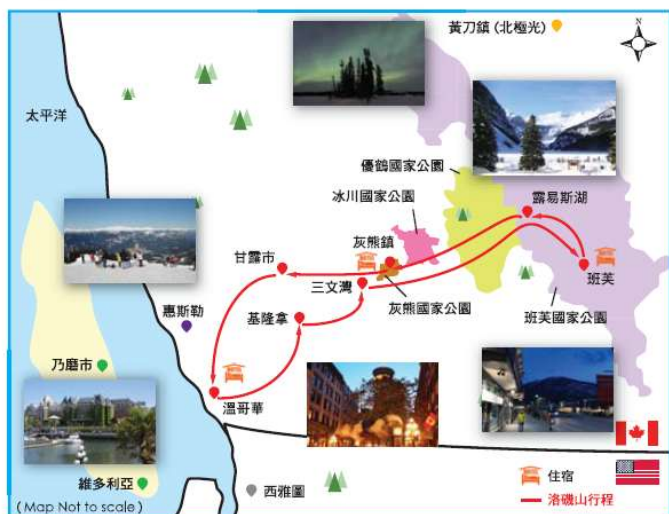 黃刀鎮 (北極光)
太平洋
優鶴國家公園
冰川國家公園
露易斯湖
灰熊鎮
甘露市
三文灣
班芙
灰熊國家公園
惠斯勒
基隆拿
班芙國家公園
乃磨市
溫哥華
住宿
維多利亞
西雅圖
洛磯山行程
(Map Not to scale)